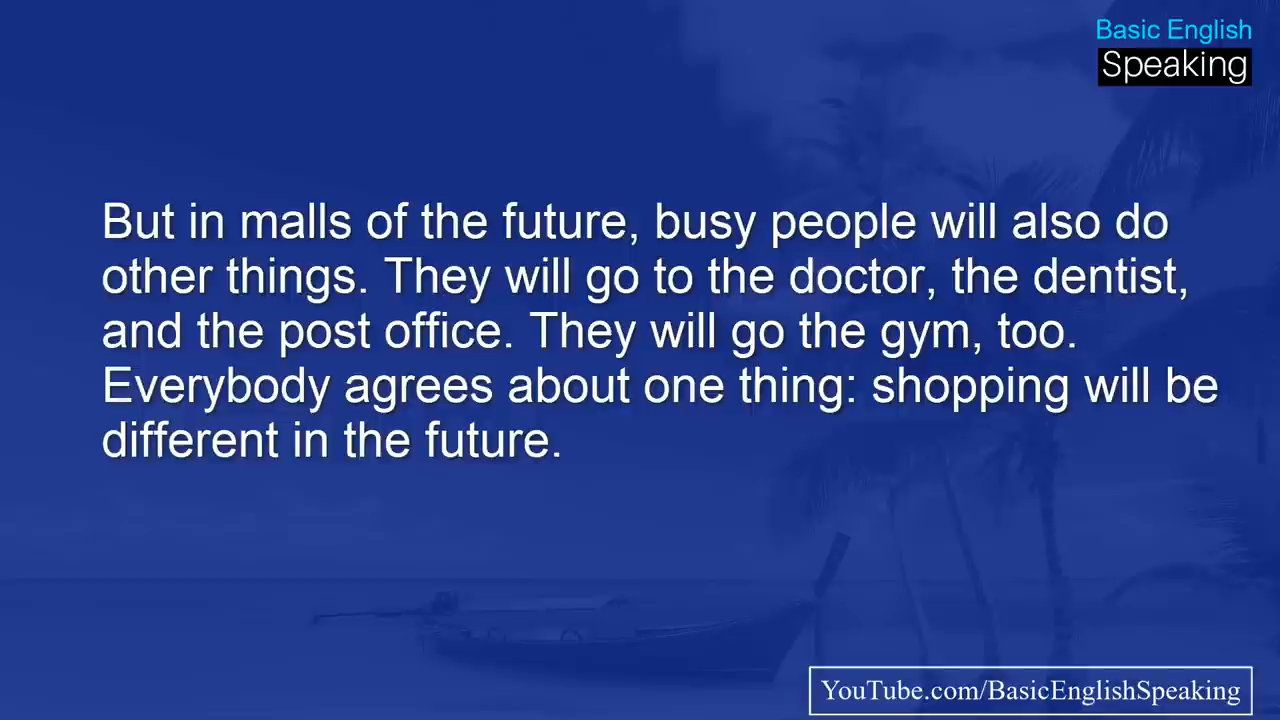 Basic English
Speaking
But in malls of the future, busy people will also do
other things. They will go to the doctor, the dentist,
and the post office. They will go the gym, too.
Everybody agrees about one thing: shopping will be
different in the future.
YouTube.com/BasicEnglishSpeaking